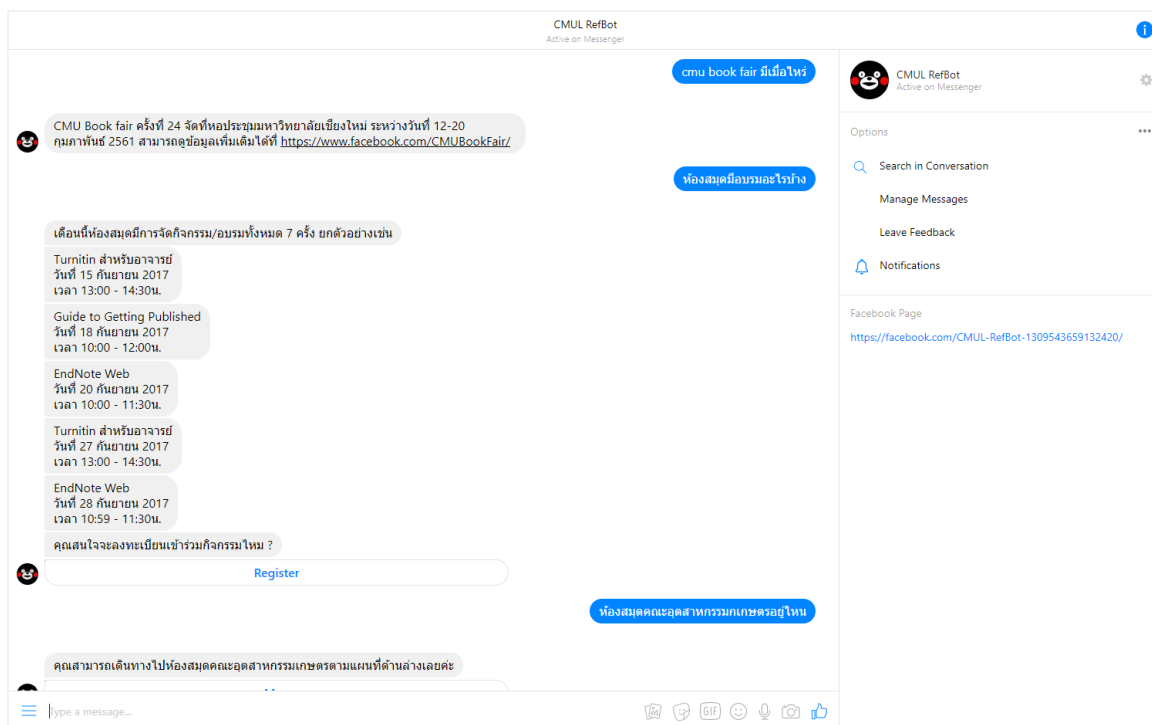 CMUL RefBot
Active on Messenger
cmu book fair มีเมื่อไหร่
CMU Book fair ครั้งที่ 24 จัดที่หอประชุมมหาวิทยาลัยเชียงใหม่ ระหว่างวันที่ 12-20
กุมภาพันธ์ 2561 สามารถดูข้อมูลเพิ่มเติมได้ที่ https://www.facebook.com/CMUBookFair/
ห้องสมุดมีอบรมอะไรบ้าง
เดือนนี้ห้องสมุดมีการจัดกิจกรรม/อบรมทั้งหมด 7 ครั้ง ยกตัวอย่างเช่น
Turnitin สำหรับอาจารย์
วันที่ 15 กันยายน 2017
เวลา 13:00 - 14:30น.
Guide to Getting Published
วันที่ 18 กันยายน 2017
เวลา 10:00 - 12:00น.
EndNote Web
วันที่ 20 กันยายน 2017
เวลา 10:00 - 11:30น.
Turnitin สำหรับอาจารย์
วันที่ 27 กันยายน 2017
เวลา 13:00 - 14:30น.
EndNote Web
วันที่ 28 กันยายน 2017
เวลา 10:59 - 11:30น.
คุณสนใจจะลงทะเบียนเข้าร่วมกิจกรรมไหม ?
Register
ห้องสมุดคณะอุตสาหกรรมกเกษตรอยู่ไหน
คุณสามารถเดินทางไปห้องสมุดคณะอุตสาหกรรมเกษตรตามแผนที่ด้านล่างเลยค่ะ
Type a message...
GIF
CMUL RefBot
Active on Messenger
Options
Search in Conversation
Manage Messages
Leave Feedback
Notifications
Facebook Page
https://facebook.com/CMUL-RefBot-1309543659132420/